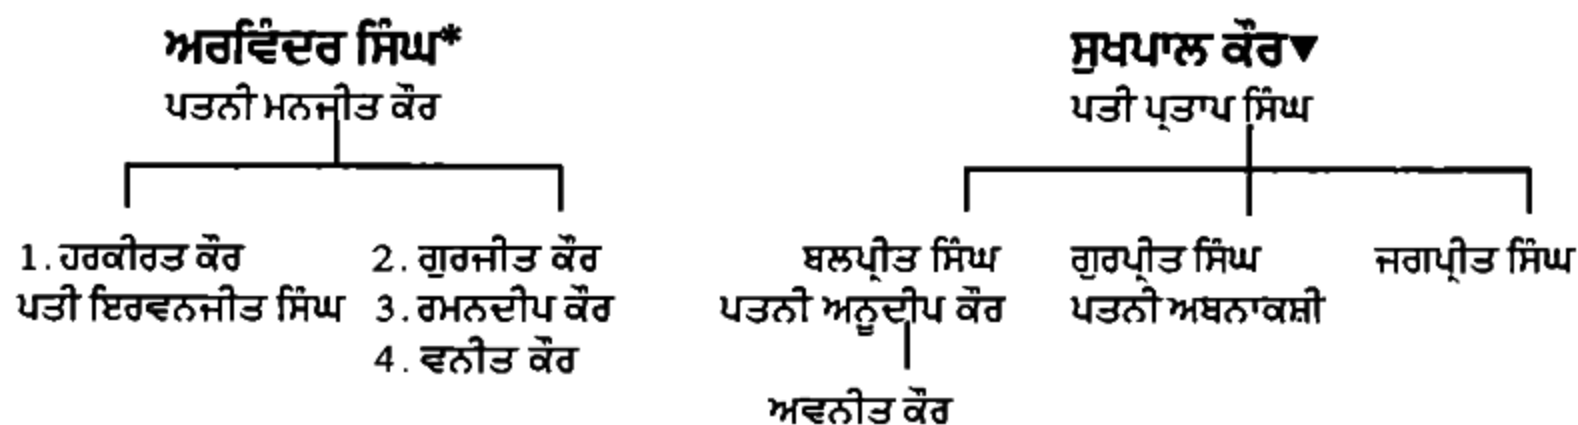 ਅਰਵਿੰਦਰ ਸਿੰਘ*
ਪਤਨੀ ਮਨਜੀਤ ਕੌਰ
1. ਹਰਕੀਰਤ ਕੌਰ
ਪਤੀ ਇਰਵਨਜੀਤ ਸਿੰਘ
2. ਗੁਰਜੀਤ ਕੌਰ
3. ਰਮਨਦੀਪ ਕੌਰ
4. ਵਨੀਤ ਕੌਰ
ਸੁਖਪਾਲ ਕੌਰ▼
ਪਤੀ ਪ੍ਰਤਾਪ ਸਿੰਘ
ਬਲਪ੍ਰੀਤ ਸਿੰਘ
ਪਤਨੀ ਅਨੂਦੀਪ ਕੌਰ
ਅਵਨੀਤ ਕੌਰ
ਗੁਰਪ੍ਰੀਤ ਸਿੰਘ
ਪਤਨੀ ਅਬਨਾਕਸ਼ੀ
ਜਗਪ੍ਰੀਤ ਸਿੰਘ